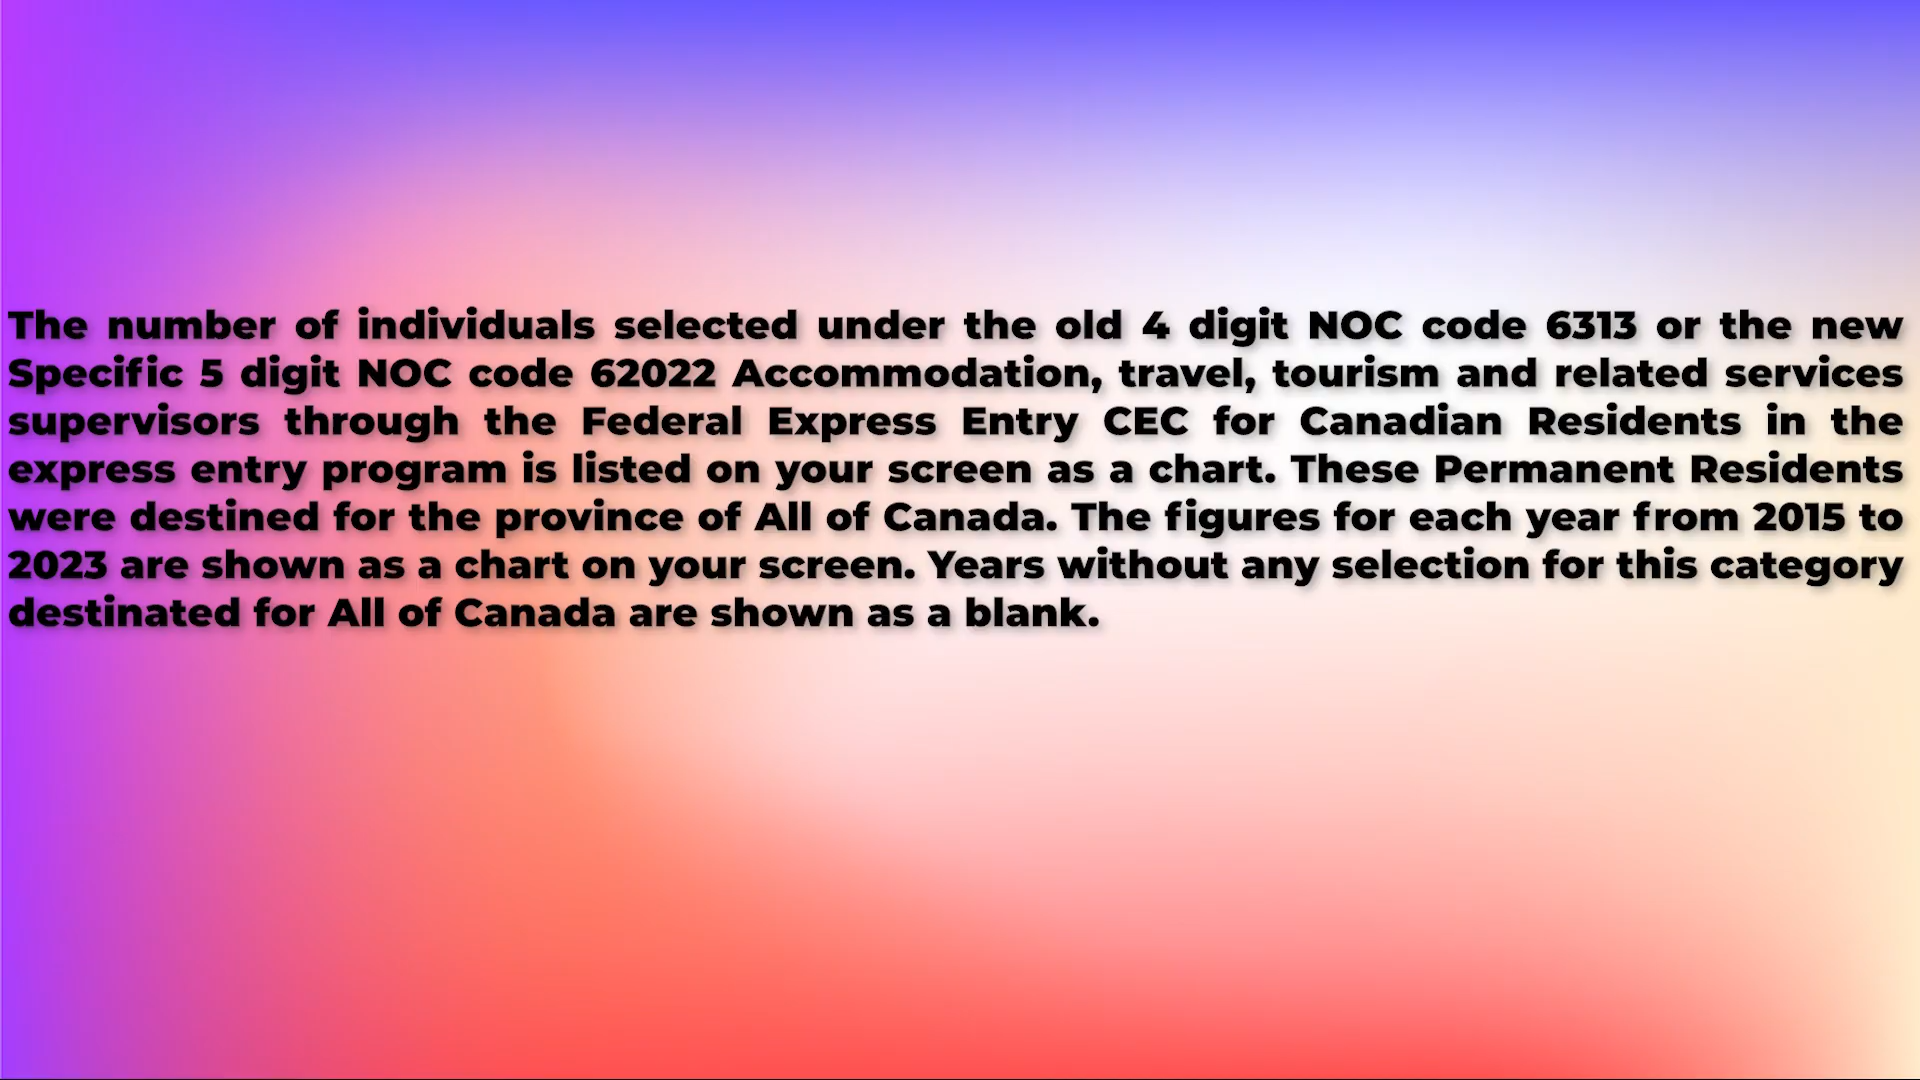 The number of individuals selected under the old 4 digit NOC code 6313 or the new
Specific 5 digit NOC code 62022 Accommodation, travel, tourism and related services
supervisors through the Federal Express Entry CEC for Canadian Residents in the
express entry program is listed on your screen as a chart. These Permanent Residents
were destined for the province of All of Canada. The figures for each year from 2015 to
2023 are shown as a chart on your screen. Years without any selection for this category
destinated for All of Canada are shown as a blank.